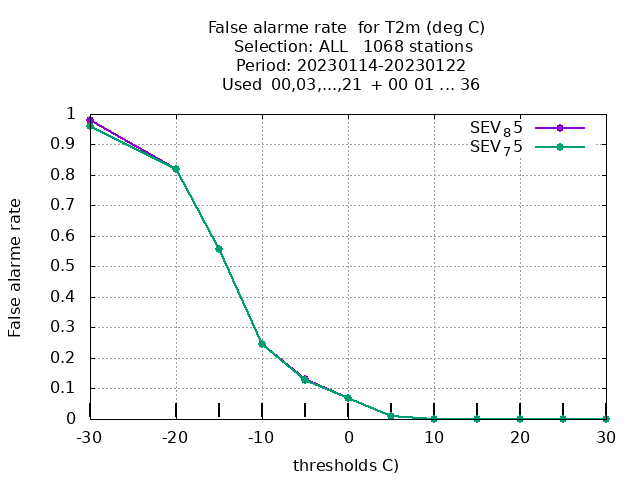 False alarme rate  for T2m (deg C)
Selection: ALL   1068 stations
Period: 20230114-20230122
Used  00,03,...,21  + 00 01 ... 36
SEV85
SEV75
1
0.9
0.8
0.7
0.6
0.5
0.4
0.3
0.2
0.1
0
False alarme rate
-30 -20 -10 0 10 20 30
thresholds C)